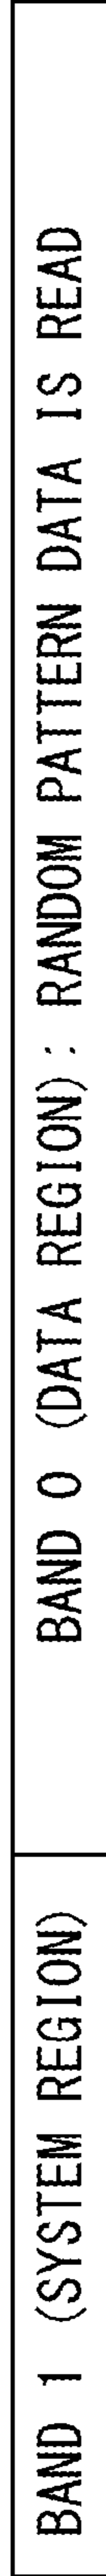 BAND 1 (SYSTEM REGION)
BAND 0 (DATA REGION): RANDOM PATTERN DATA IS READ